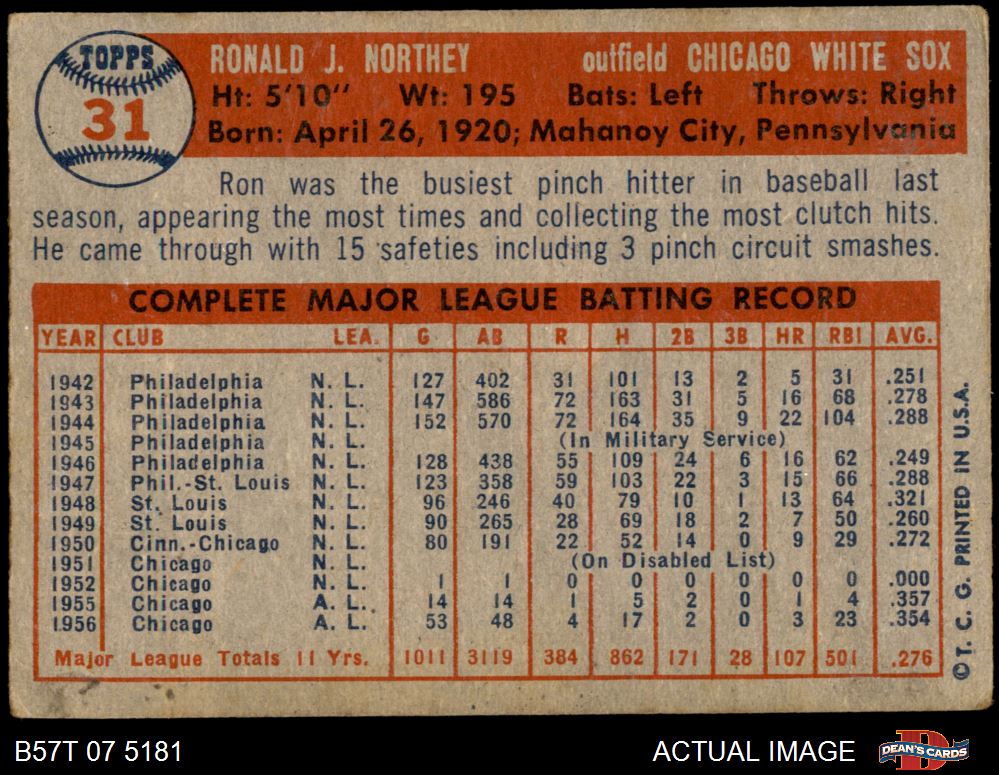 TOPPS
31
RONALD J. NORTHEY outfield CHICAGO WHITE SOX
Ht: 5'10" Wt: 195 Bats: Left Throws: Right
Born: April 26, 1920; Mahanoy City, Pennsylvania
Ron was the busiest pinch hitter in baseball last
season, appearing the most times and collecting the most clutch hits.
He came through with 15 safeties including 3 pinch circuit smashes.
COMPLETE MAJOR LEAGUE BATTING RECORD
YEAR CLUB LEA. G AB R H 2B 3B HR RBI AVG.
1942 Philadelphia N. L. 127 402 31 101 13 2 5 31 .251
1943 Philadelphia N. L. 147 586 72 163 31 5 16 68 .278
1944 Philadelphia N. L. 152 570 72 164 35 9 22 104 .288
1945 Philadelphia N. L. (In Military Service)
1946 Philadelphia N. L. 128 438 55 109 24 6 16 62 .249
1947 Phil.-St. Louis N. L. 123 358 59 103 22 3 15 66 .288
1948 St. Louis N. L. 96 246 40 79 10 1 13 64 .321
1949 St. Louis N. L. 90 265 28 69 18 2 7 50 .260
1950 Cinn.-Chicago N. L. 80 191 22 52 14 0 9 29 .272
1951 Chicago N. L. (On Disabled List)
1952 Chicago N. L. 1 1 0 0 0 0 0 0 .000
1955 Chicago A. L. 14 14 1 5 2 0 1 4 .357
1956 Chicago A. L. 53 48 4 17 2 0 3 23 .354
Major League Totals 11 Yrs. 1011 3119 384 862 171 28 107 501 .276
©T. C. G. PRINTED IN U.S.A.
B57T 07 5181 ACTUAL IMAGE
D
DEAN'S CARDS